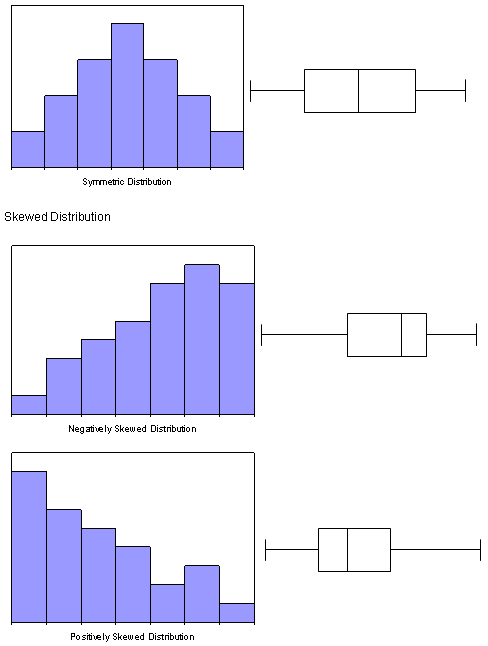 Symmetric Distribution
Skewed Distribution
Negatively Skewed Distribution
Positively Skewed Distribution